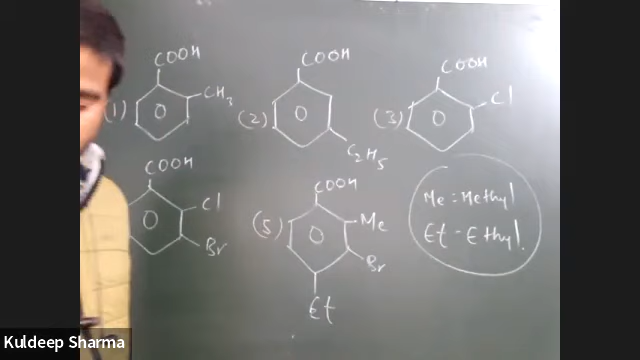 COOH
CH3
(1)
COOH
(2)
C2H5
COOH
(3)
Cl
COOH
Cl
Br
COOH
(5)
Me
Br
Et
Me = Methyl
Et - Ethyl.
Kuldeep Sharma